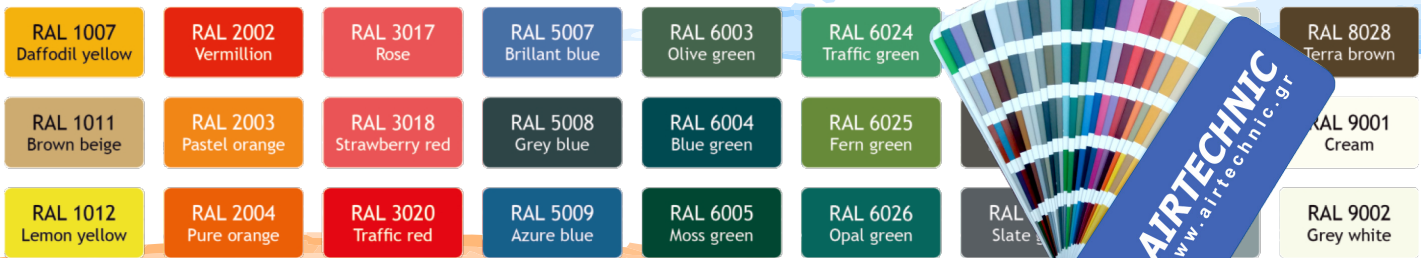 RAL 1007
Daffodil yellow
RAL 2002
Vermillion
RAL 3017
Rose
RAL 5007
Brillant blue
RAL 6003
Olive green
RAL 6024
Traffic green
RAL 8028
Terra brown
RAL 1011
Brown beige
RAL 2003
Pastel orange
RAL 3018
Strawberry red
RAL 5008
Grey blue
RAL 6004
Blue green
RAL 6025
Fern green
RAL 9001
Cream
RAL 1012
Lemon yellow
RAL 2004
Pure orange
RAL 3020
Traffic red
RAL 5009
Azure blue
RAL 6005
Moss green
RAL 6026
Opal green
RAL
Slate
RAL 9002
Grey white
AIRTECHNIC
www.airtechnic.gr